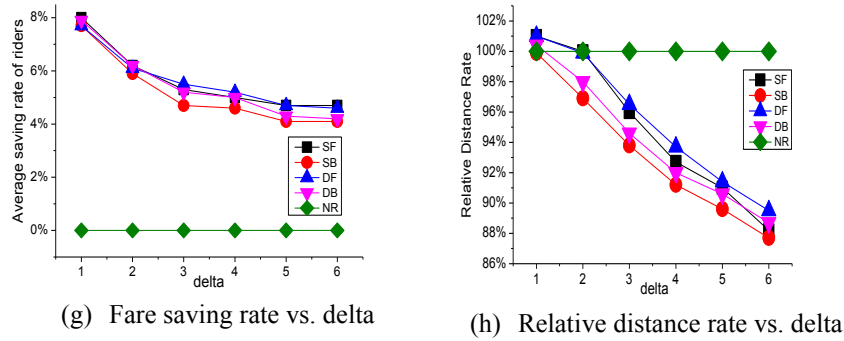 8%
6%
4%
2%
0%
Average saving rate of riders
SF
SB
DF
DB
NR
1 2 3 4 5 6
delta
(g) Fare saving rate vs. delta
102%
100%
98%
96%
94%
92%
90%
88%
86%
Relative Distance Rate
SF
SB
DF
DB
NR
1 2 3 4 5 6
delta
(h) Relative distance rate vs. delta